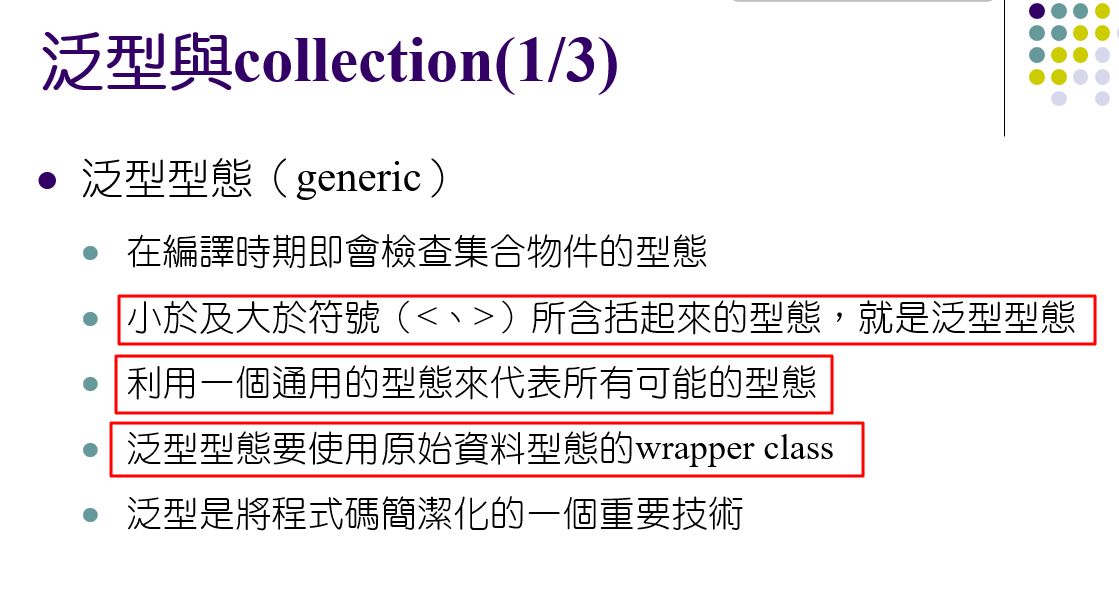 泛型與collection(1/3)
泛型型態（generic）
在編譯時期即會檢查集合物件的型態
小於及大於符號（<、>）所含括起來的型態，就是泛型型態
利用一個通用的型態來代表所有可能的型態
泛型型態要使用原始資料型態的wrapper class
泛型是將程式碼簡潔化的一個重要技術